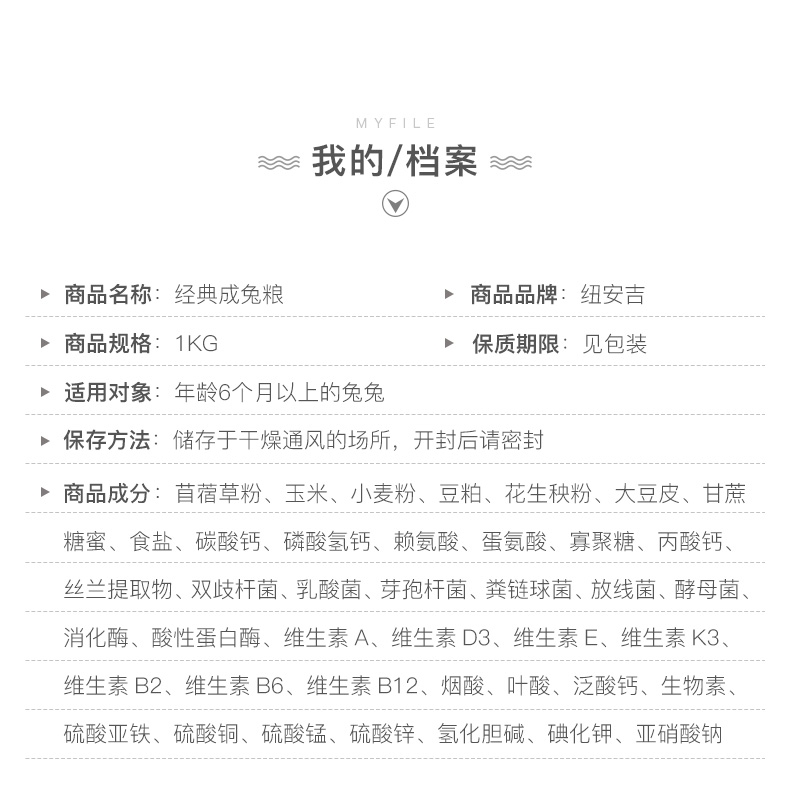 MYFILE
我的/档案
商品名称：经典成兔粮 商品品牌：纽安吉
商品规格：1KG 保质期限：见包装
适用对象：年龄6个月以上的兔兔
保存方法：储存于干燥通风的场所，开封后请密封
商品成分：苜蓿草粉、玉米、小麦粉、豆粕、花生秧粉、大豆皮、甘蔗
糖蜜、食盐、碳酸钙、磷酸氢钙、赖氨酸、蛋氨酸、寡聚糖、丙酸钙、
丝兰提取物、双歧杆菌、乳酸菌、芽孢杆菌、粪链球菌、放线菌、酵母菌、
消化酶、酸性蛋白酶、维生素 A、维生素 D3、维生素 E、维生素 K3、
维生素 B2、维生素 B6、维生素 B12、烟酸、叶酸、泛酸钙、生物素、
硫酸亚铁、硫酸铜、硫酸锰、硫酸锌、氢化胆碱、碘化钾、亚硝酸钠